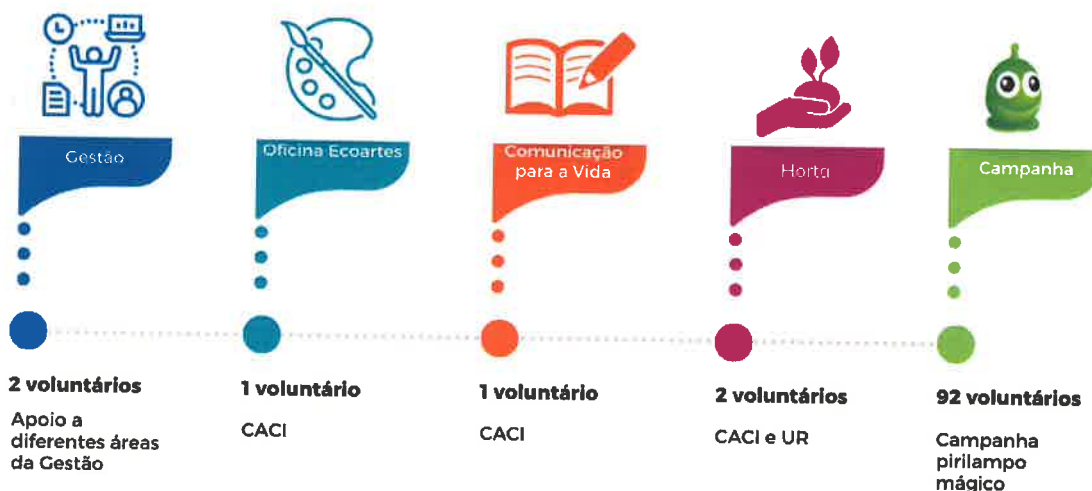 Gestão
Oficina Ecoartes
Comunicação
para a Vida
Horta
Campanha
2 voluntários
Apoio a
diferentes áreas
da Gestão
1 voluntário
CACI
1 voluntário
CACI
2 voluntários
CACI e UR
92 voluntários
Campanha
pirilampo
mágico